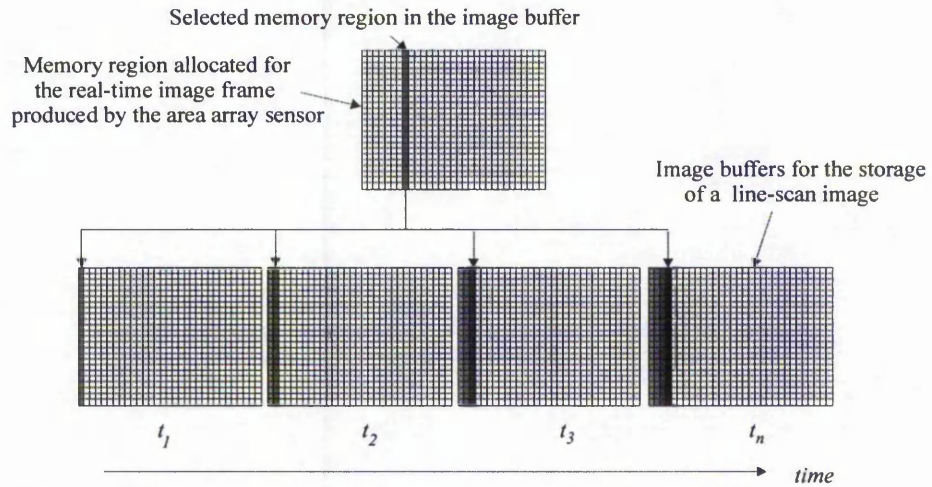 Selected memory region in the image buffer
Memory region allocated for
the real-time image frame
produced by the area array sensor
Image buffers for the storage
of a line-scan image
t1
t2
t3
tn
time